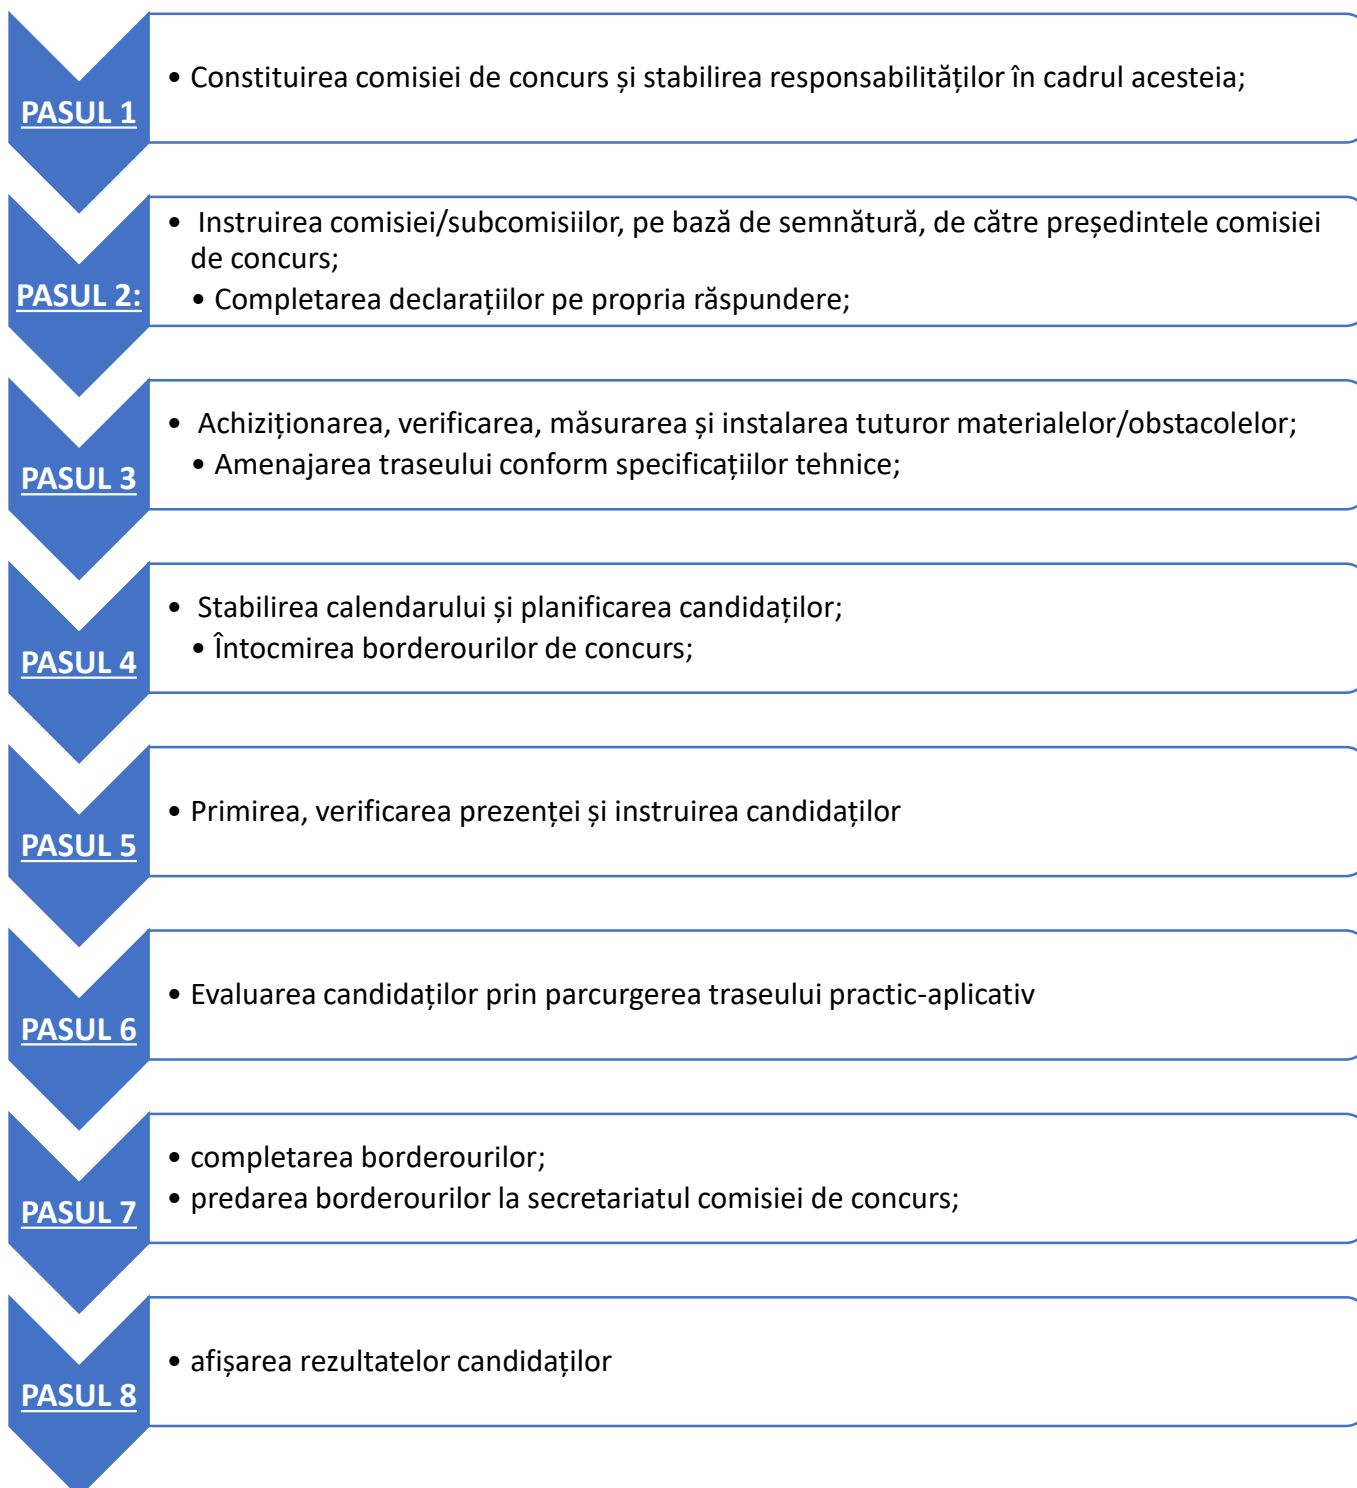 PASUL 1
• Constituirea comisiei de concurs și stabilirea responsabilităților în cadrul acesteia;
PASUL 2:
• Instruirea comisiei/subcomisiilor, pe bază de semnătură, de către președintele comisiei
de concurs;
• Completarea declarațiilor pe propria răspundere;
PASUL 3
• Achiziționarea, verificarea, măsurarea și instalarea tuturor materialelor/obstacolelor;
• Amenajarea traseului conform specificațiilor tehnice;
PASUL 4
• Stabilirea calendarului și planificarea candidaților;
• Întocmirea borderourilor de concurs;
PASUL 5
• Primirea, verificarea prezenței și instruirea candidaților
PASUL 6
• Evaluarea candidaților prin parcurgerea traseului practic-aplicativ
PASUL 7
• completarea borderourilor;
• predarea borderourilor la secretariatul comisiei de concurs;
PASUL 8
• afișarea rezultatelor candidaților